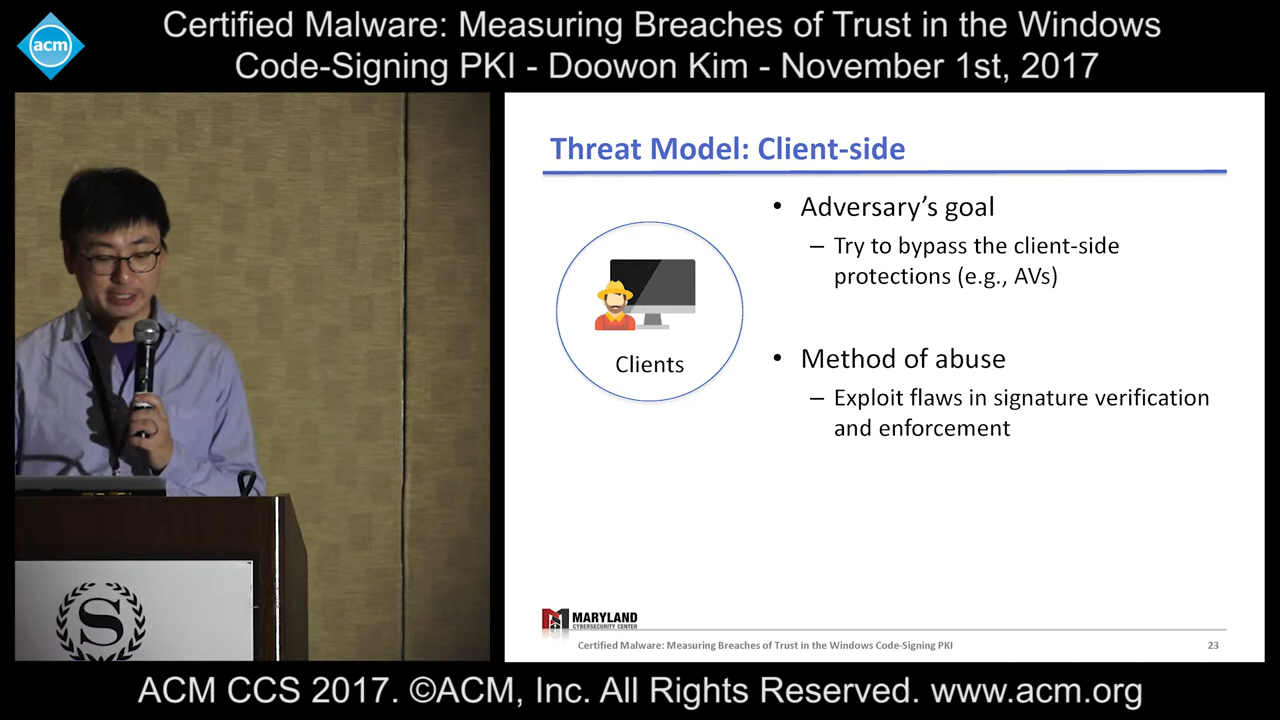 acm
Certified Malware: Measuring Breaches of Trust in the Windows
Code-Signing PKI - Doowon Kim - November 1st, 2017
Threat Model: Client-side
Clients
• Adversary's goal
– Try to bypass the client-side
protections (e.g., AVs)
• Method of abuse
– Exploit flaws in signature verification
and enforcement
S
MARYLAND
CYBERSECURITY CENTER
Certified Malware: Measuring Breaches of Trust in the Windows Code-Signing PKI
23
ACM CCS 2017. ©ACM, Inc. All Rights Reserved. www.acm.org